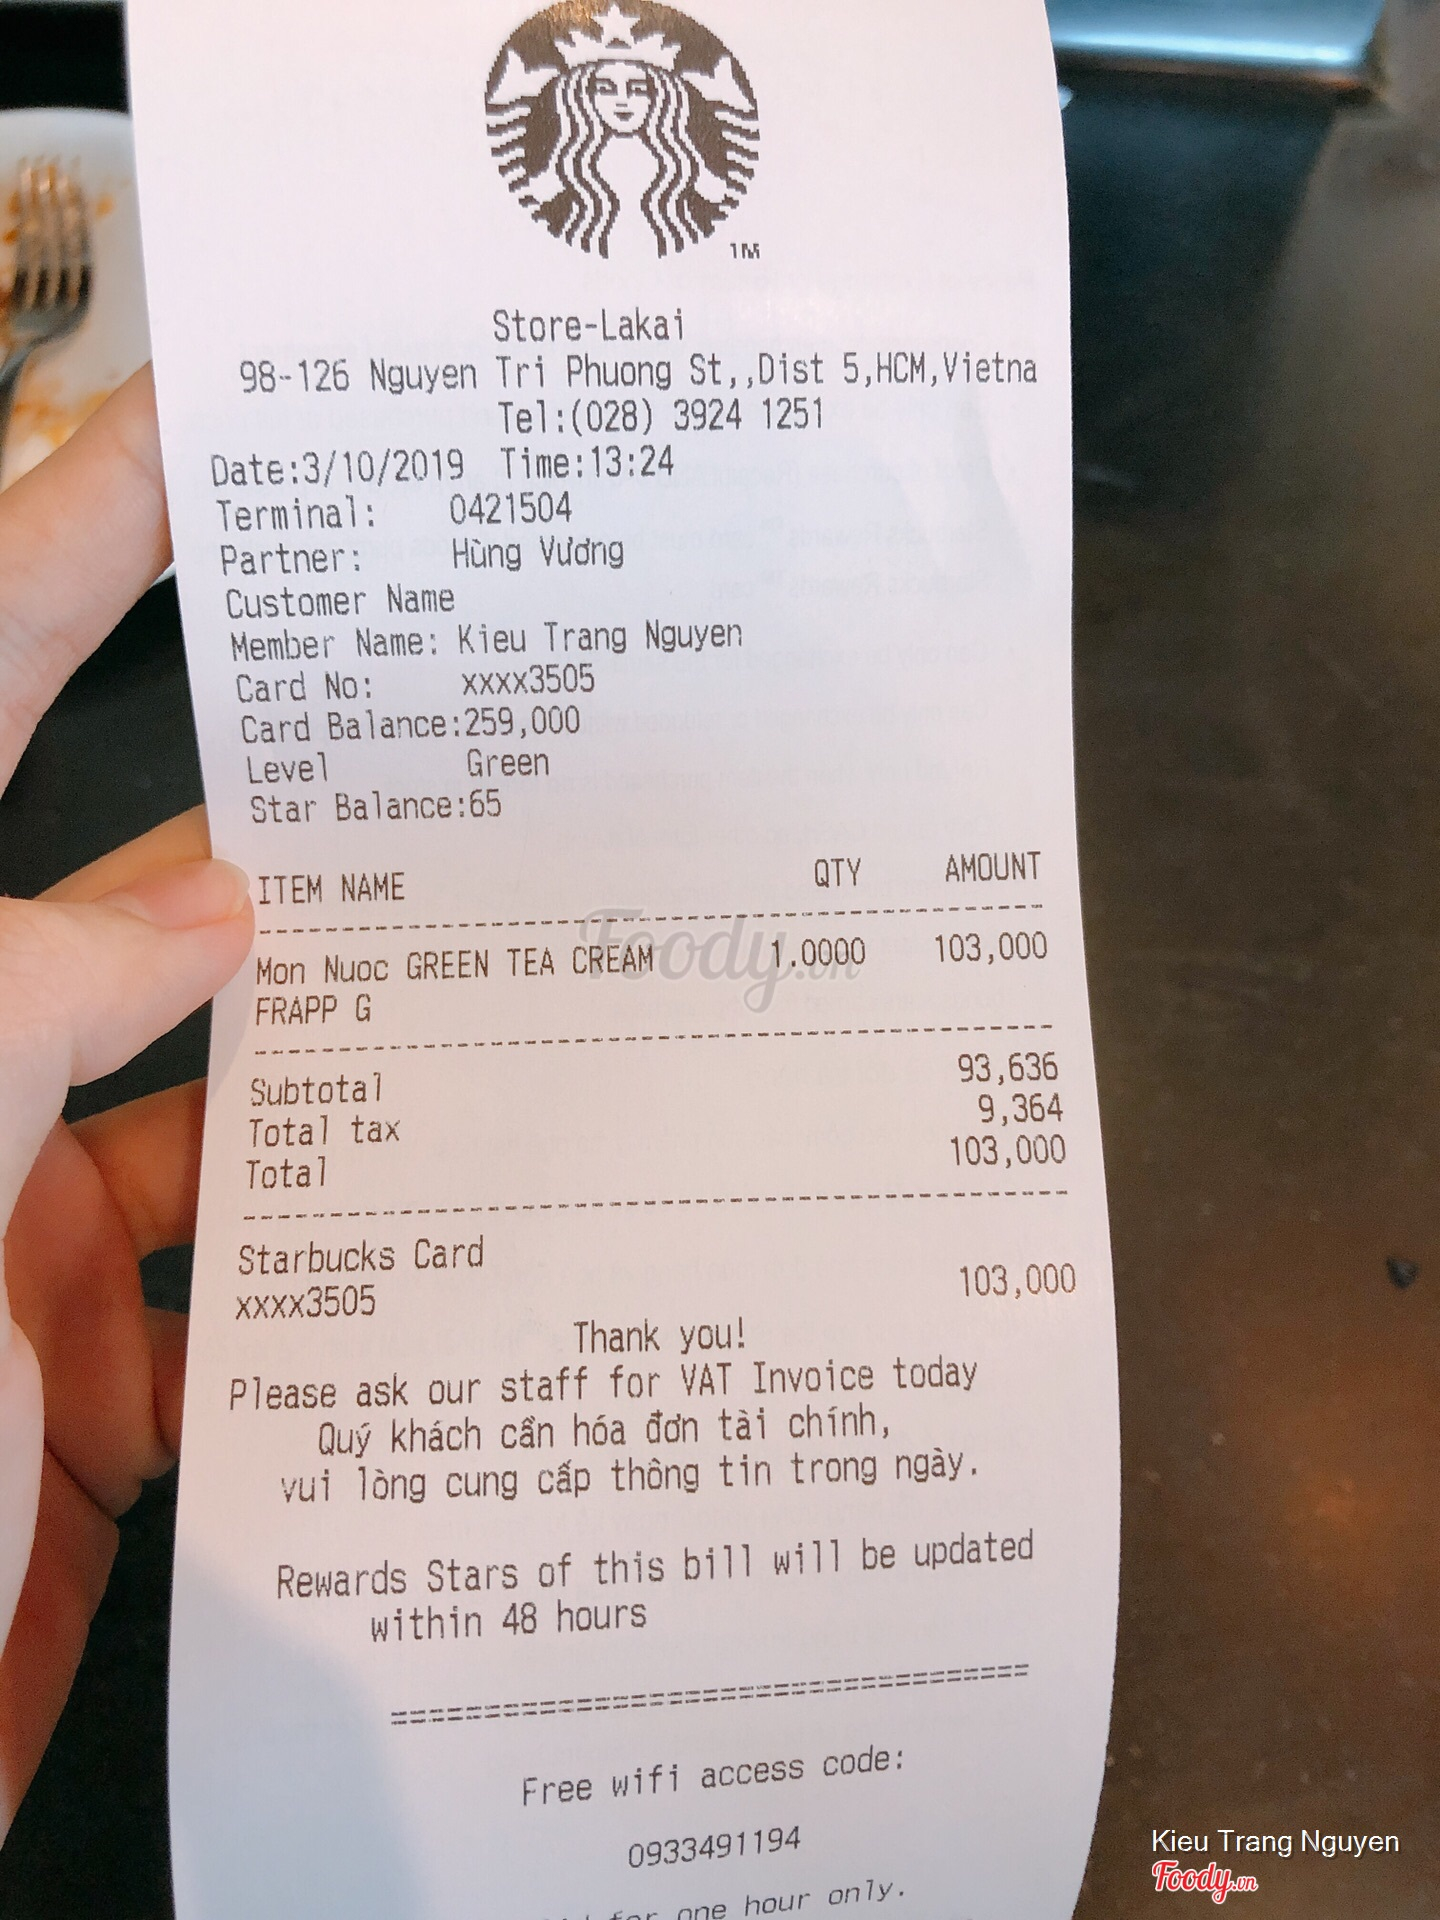 TM
Store-Lakai
98-126 Nguyen Tri Phuong St,,Dist 5,HCM,Vietna
Tel:(028) 3924 1251
Date:3/10/2019 Time:13:24
Terminal: 0421504
Partner: Hùng Vương
Customer Name
Member Name: Kieu Trang Nguyen
Card No: xxxx3505
Card Balance:259,000
Level Green
Star Balance:65
ITEM NAME QTY AMOUNT
Mon Nuoc GREEN TEA CREAM 1.0000 103,000
FRAPP G
Subtotal 93,636
Total tax 9,364
Total 103,000
Starbucks Card
xxxx3505 103,000
Thank you!
Please ask our staff for VAT Invoice today
Quý khách cần hóa đơn tài chính,
vui lòng cung cấp thông tin trong ngày.
Rewards Stars of this bill will be updated
within 48 hours
Free wifi access code:
0933491194
for one hour only.
Foody.vn
Kieu Trang Nguyen
Foody.vn